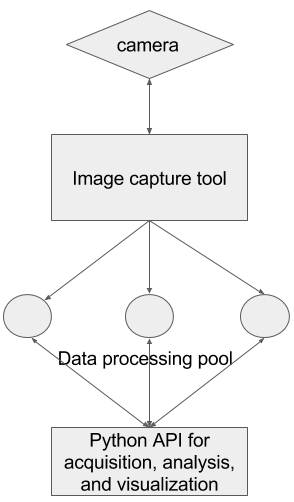 camera
Image capture tool
Data processing pool
Python API for
acquisition, analysis,
and visualization